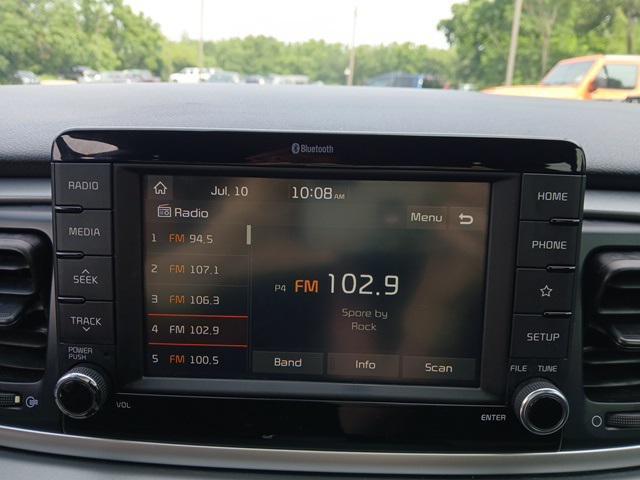 Bluetooth
RADIO
MEDIA
SEEK
TRACK
POWER
PUSH
VOL
Jul, 10 10:08 AM
Radio
Menu
1 FM 94.5
2 FM 107.1
3 FM 106.3
4 FM 102.9
5 FM 100.5
P4 FM 102.9
Spore by
Rock
Band Info Scan
HOME
PHONE
SETUP
FILE TUNE
ENTER